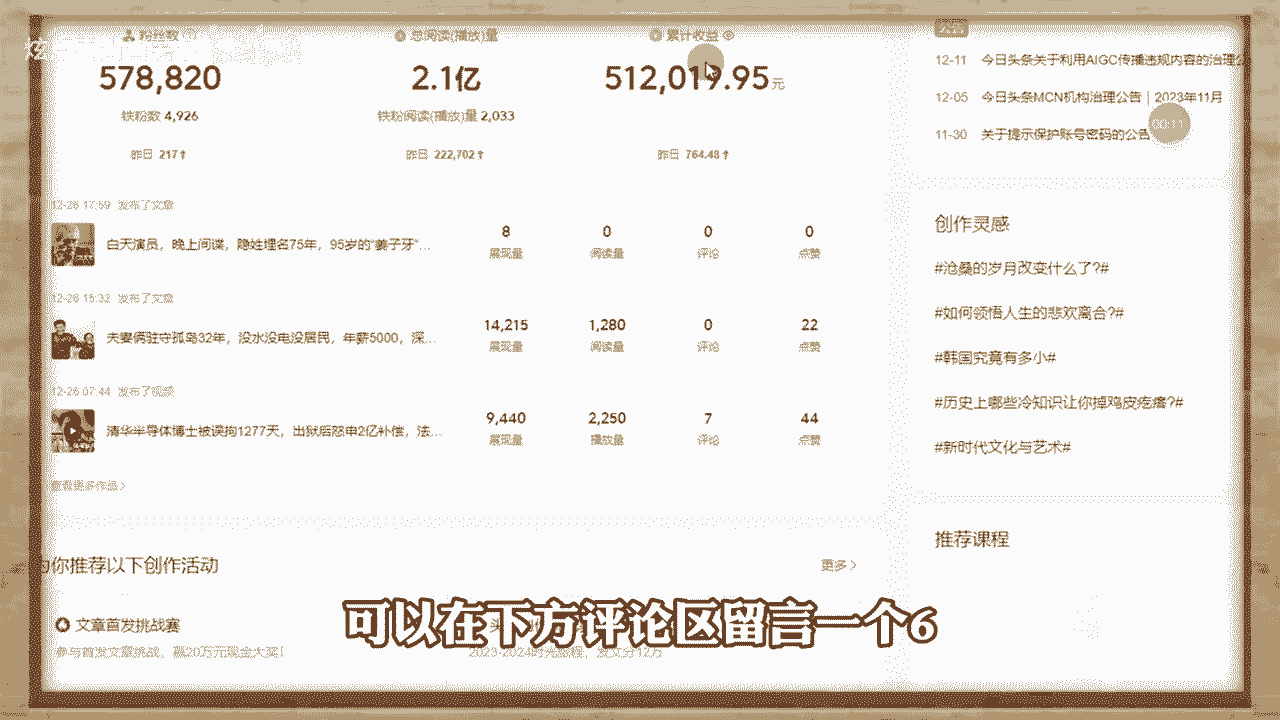 粉丝数
总阅读(播放)量
累计收益
578,820
2.1亿
512,019.95元
铁粉数 4,926
铁粉阅读(播放)量 2,033
昨日 217↑
昨日 222,702↑
昨日 764.48↑
12-26 17:59 发布了文章
白天演员，晚上间谍，隐姓埋名75年，95岁的“姜子牙”...
8
0
0
0
展现量
阅读量
评论
点赞
12-26 15:32 发布了文章
夫妻俩驻守孤岛32年，没水没电没居民，年薪5000，深...
14,215
1,280
0
22
展现量
阅读量
评论
点赞
12-26 07:44 发布了视频
清华半导体博士被误拘1277天，出狱后怒申2亿补偿，法...
9,440
2,250
7
44
展现量
播放量
评论
点赞
查看更多作品>
为你推荐以下创作活动
更多>
文章首发挑战赛
参与首发文章挑战，赢20万元现金大奖！
2023-2024时光旅程，发文分12万
公告
12-11 今日头条关于利用AIGC传播违规内容的治理公
12-05 今日头条MCN机构治理公告｜2023年11月
11-30 关于提示保护账号密码的公告
00:11
创作灵感
#沧桑的岁月改变什么了?#
#如何领悟人生的悲欢离合?#
#韩国究竟有多小#
#历史上哪些冷知识让你掉鸡皮疙瘩?#
#新时代文化与艺术#
推荐课程
可以在下方评论区留言一个6